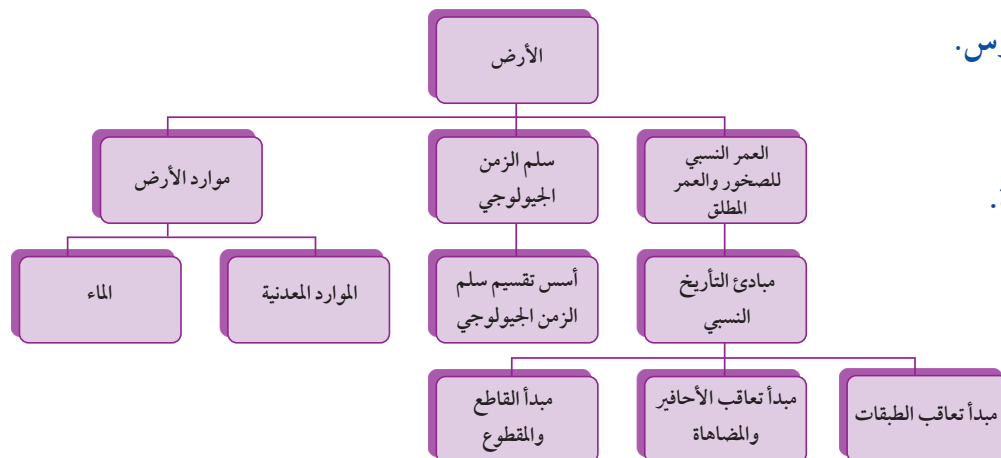 الأرض
العمر النسبي
للصخور والعمر
المطلق
سلم الزمن
الجيولوجي
موارد الأرض
مبادئ التأريخ
النسبي
أسس تقسيم سلم
الزمن الجيولوجي
الموارد المعدنية
الماء
مبدأ تعاقب الطبقات
مبدأ تعاقب الأحافير
والمضاهاة
مبدأ القاطع
والمقطوع